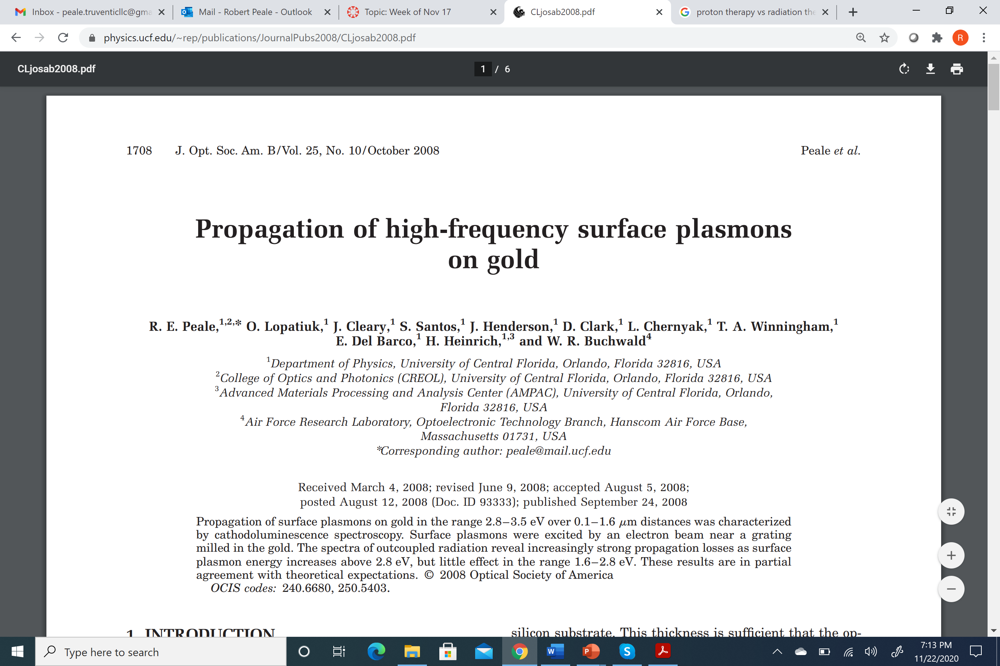 Inbox - peale.truventicllc@gma
Mail - Robert Peale - Outlook
Topic: Week of Nov 17
CLjosab2008.pdf
proton therapy vs radiation the
physics.ucf.edu/~rep/publications/JournalPubs2008/CLjosab2008.pdf
R
CLjosab2008.pdf
1 / 6
1708 J. Opt. Soc. Am. B/Vol. 25, No. 10/October 2008
Peale et al.
Propagation of high-frequency surface plasmons
on gold
R. E. Peale,1,2,* O. Lopatiuk,1 J. Cleary,1 S. Santos,1 J. Henderson,1 D. Clark,1 L. Chernyak,1 T. A. Winningham,1
E. Del Barco,1 H. Heinrich,1,3 and W. R. Buchwald4
1Department of Physics, University of Central Florida, Orlando, Florida 32816, USA
2College of Optics and Photonics (CREOL), University of Central Florida, Orlando, Florida 32816, USA
3Advanced Materials Processing and Analysis Center (AMPAC), University of Central Florida, Orlando,
Florida 32816, USA
4Air Force Research Laboratory, Optoelectronic Technology Branch, Hanscom Air Force Base,
Massachusetts 01731, USA
*Corresponding author: peale@mail.ucf.edu
Received March 4, 2008; revised June 9, 2008; accepted August 5, 2008;
posted August 12, 2008 (Doc. ID 93333); published September 24, 2008
Propagation of surface plasmons on gold in the range 2.8–3.5 eV over 0.1–1.6 μm distances was characterized
by cathodoluminescence spectroscopy. Surface plasmons were excited by an electron beam near a grating
milled in the gold. The spectra of outcoupled radiation reveal increasingly strong propagation losses as surface
plasmon energy increases above 2.8 eV, but little effect in the range 1.6–2.8 eV. These results are in partial
agreement with theoretical expectations. © 2008 Optical Society of America
OCIS codes: 240.6680, 250.5403.
1. INTRODUCTION
silicon substrate. This thickness is sufficient that the op-
Type here to search
7:13 PM
11/22/2020